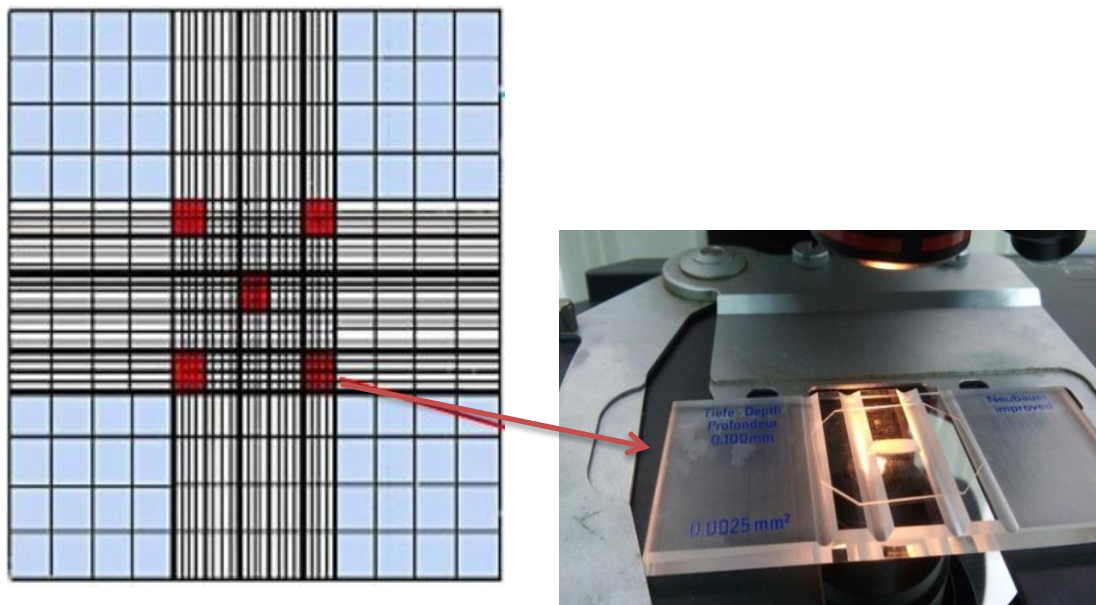 Tiefe-Depth
Profondeur
0.100mm
0.0025 mm²
Neubauer
improved